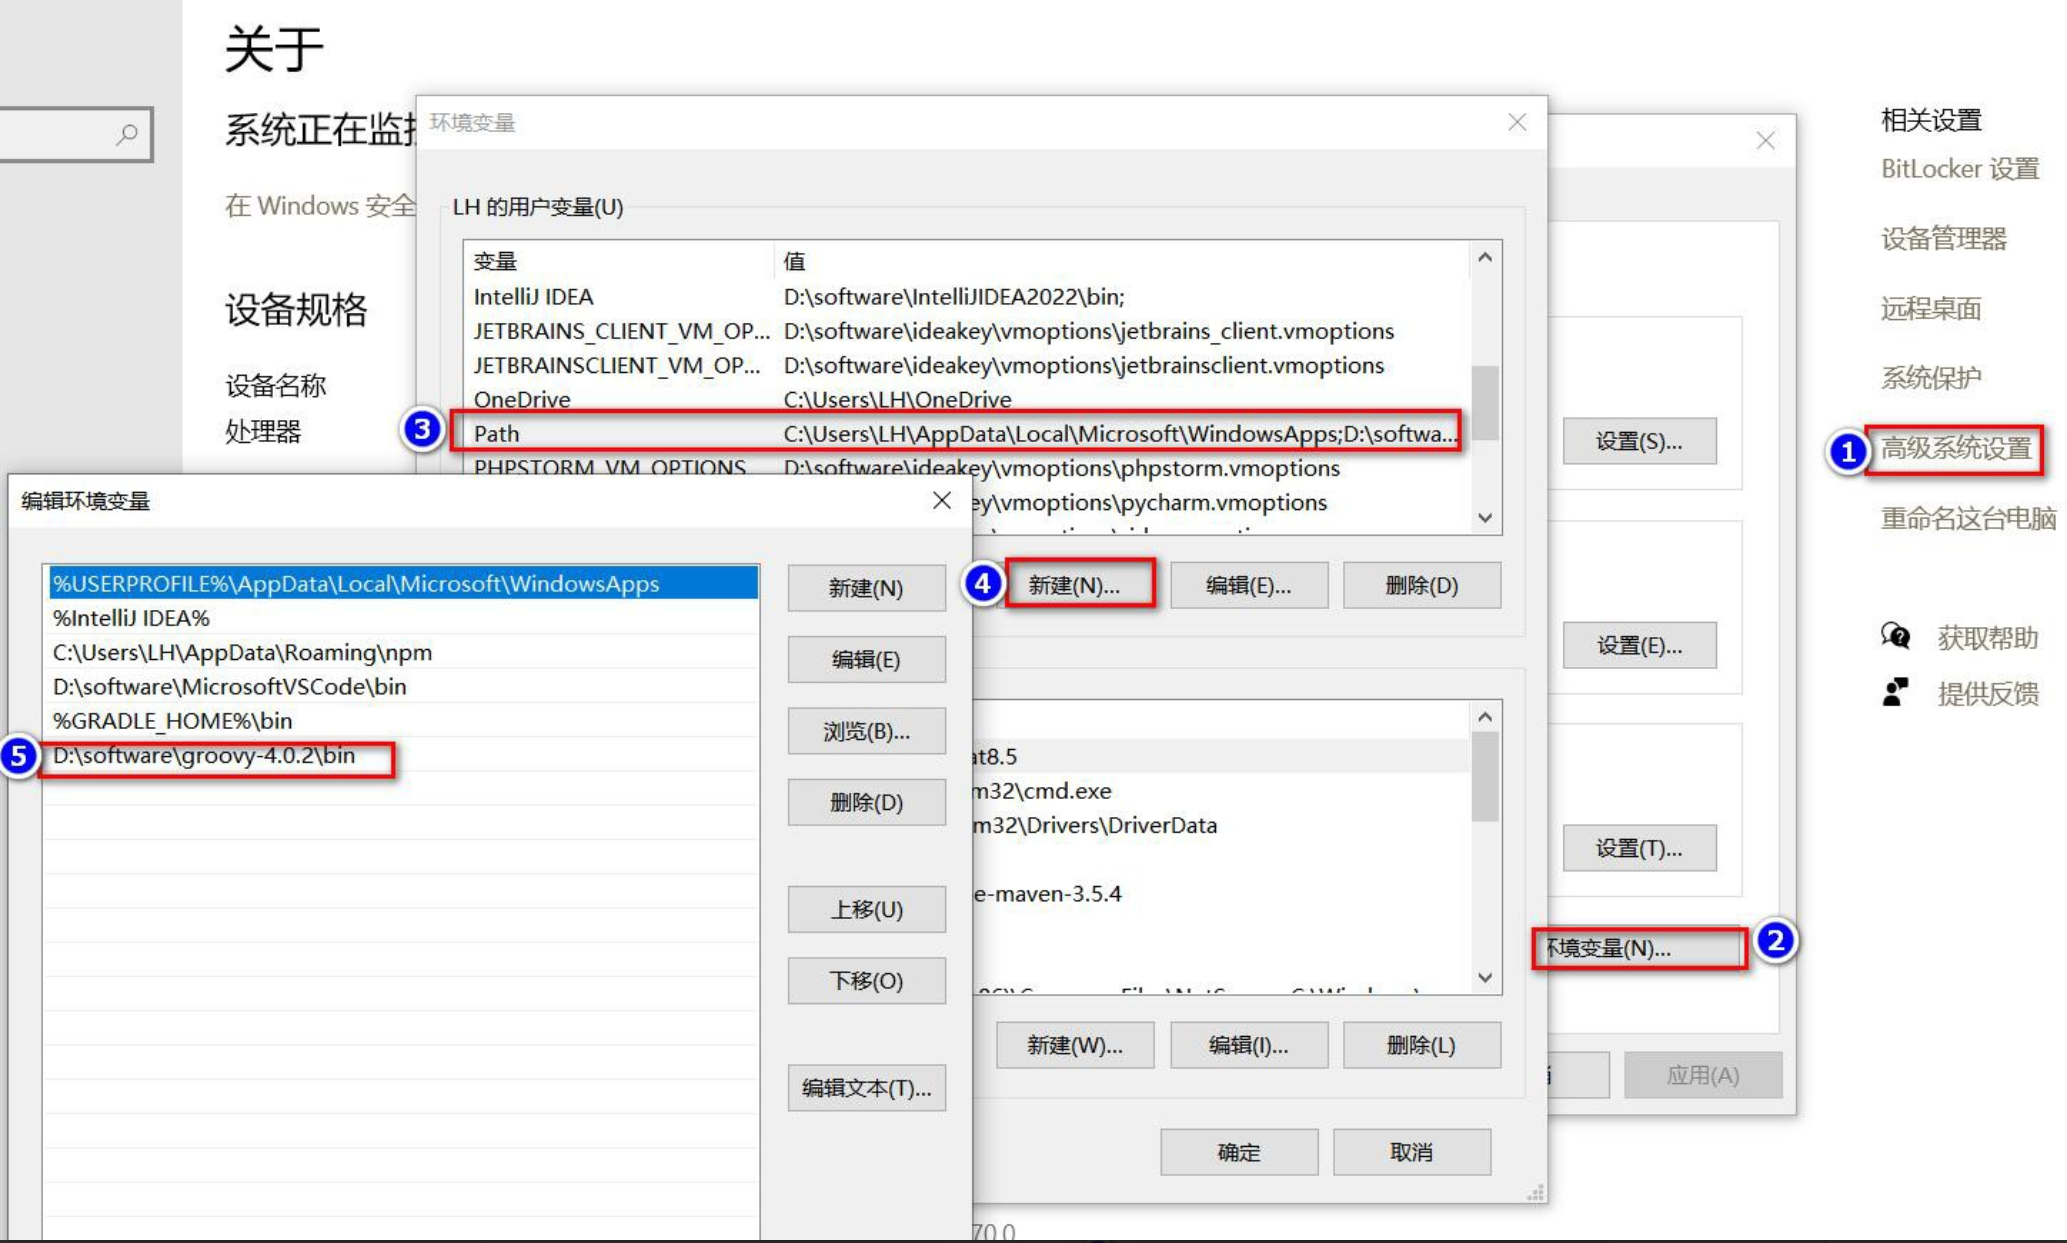 关于
系统正在监
在 Windows 安全
设备规格
设备名称
处理器
环境变量
LH 的用户变量(U)
变量 值
IntelliJ IDEA D:\software\IntelliJIDEA2022\bin;
JETBRAINS_CLIENT_VM_OP... D:\software\ideakey\vmoptions\jetbrains_client.vmoptions
JETBRAINSCLIENT_VM_OP... D:\software\ideakey\vmoptions\jetbrainsclient.vmoptions
OneDrive C:\Users\LH\OneDrive
3 Path C:\Users\LH\AppData\Local\Microsoft\WindowsApps;D:\softwa...
PHPSTORM_VM_OPTIONS D:\software\ideakey\vmoptions\phpstorm.vmoptions
ey\vmoptions\pycharm.vmoptions
4 新建(N)... 编辑(E)... 删除(D)
at8.5
m32\cmd.exe
m32\Drivers\DriverData
e-maven-3.5.4
新建(W)... 编辑(I)... 删除(L)
确定 取消
编辑环境变量
%USERPROFILE%\AppData\Local\Microsoft\WindowsApps
%IntelliJ IDEA%
C:\Users\LH\AppData\Roaming\npm
D:\software\MicrosoftVSCode\bin
%GRADLE_HOME%\bin
5 D:\software\groovy-4.0.2\bin
新建(N)
编辑(E)
浏览(B)...
删除(D)
上移(U)
下移(O)
编辑文本(T)...
设置(S)...
设置(E)...
设置(T)...
环境变量(N)... 2
应用(A)
相关设置
BitLocker 设置
设备管理器
远程桌面
系统保护
1 高级系统设置
重命名这台电脑
获取帮助
提供反馈
70 0